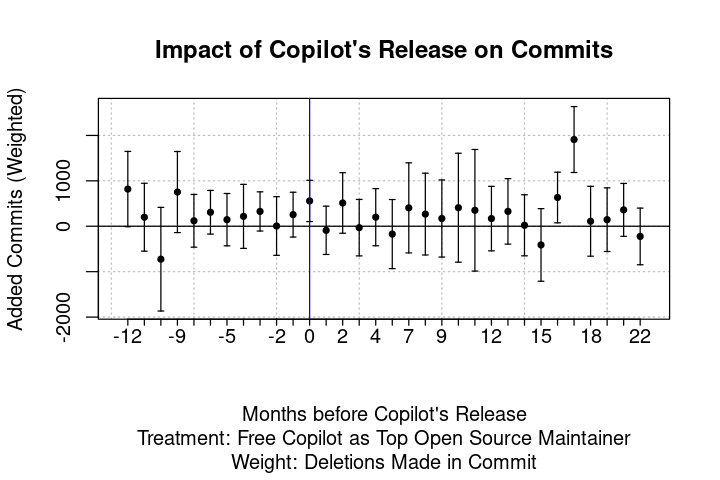 Impact of Copilot's Release on Commits
Added Commits (Weighted)
1000
0
-2000
-12 -9 -5 -2 0 2 4 7 9 12 15 18 22
Months before Copilot's Release
Treatment: Free Copilot as Top Open Source Maintainer
Weight: Deletions Made in Commit